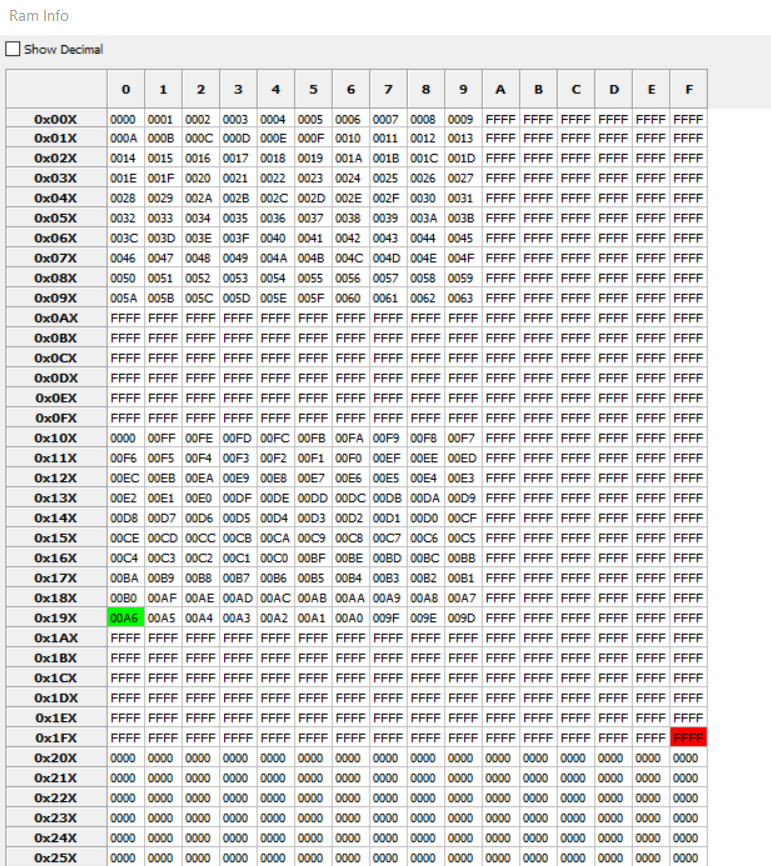 Ram Info
Show Decimal
0 1 2 3 4 5 6 7 8 9 A B C D E F
0x00X 0000 0001 0002 0003 0004 0005 0006 0007 0008 0009 FFFF FFFF FFFF FFFF FFFF FFFF
0x01X 000A 000B 000C 000D 000E 000F 0010 0011 0012 0013 FFFF FFFF FFFF FFFF FFFF FFFF
0x02X 0014 0015 0016 0017 0018 0019 001A 001B 001C 001D FFFF FFFF FFFF FFFF FFFF FFFF
0x03X 001E 001F 0020 0021 0022 0023 0024 0025 0026 0027 FFFF FFFF FFFF FFFF FFFF FFFF
0x04X 0028 0029 002A 002B 002C 002D 002E 002F 0030 0031 FFFF FFFF FFFF FFFF FFFF FFFF
0x05X 0032 0033 0034 0035 0036 0037 0038 0039 003A 003B FFFF FFFF FFFF FFFF FFFF FFFF
0x06X 003C 003D 003E 003F 0040 0041 0042 0043 0044 0045 FFFF FFFF FFFF FFFF FFFF FFFF
0x07X 0046 0047 0048 0049 004A 004B 004C 004D 004E 004F FFFF FFFF FFFF FFFF FFFF FFFF
0x08X 0050 0051 0052 0053 0054 0055 0056 0057 0058 0059 FFFF FFFF FFFF FFFF FFFF FFFF
0x09X 005A 005B 005C 005D 005E 005F 0060 0061 0062 0063 FFFF FFFF FFFF FFFF FFFF FFFF
0x0AX FFFF FFFF FFFF FFFF FFFF FFFF FFFF FFFF FFFF FFFF FFFF FFFF FFFF FFFF FFFF FFFF
0x0BX FFFF FFFF FFFF FFFF FFFF FFFF FFFF FFFF FFFF FFFF FFFF FFFF FFFF FFFF FFFF FFFF
0x0CX FFFF FFFF FFFF FFFF FFFF FFFF FFFF FFFF FFFF FFFF FFFF FFFF FFFF FFFF FFFF FFFF
0x0DX FFFF FFFF FFFF FFFF FFFF FFFF FFFF FFFF FFFF FFFF FFFF FFFF FFFF FFFF FFFF FFFF
0x0EX FFFF FFFF FFFF FFFF FFFF FFFF FFFF FFFF FFFF FFFF FFFF FFFF FFFF FFFF FFFF FFFF
0x0FX FFFF FFFF FFFF FFFF FFFF FFFF FFFF FFFF FFFF FFFF FFFF FFFF FFFF FFFF FFFF FFFF
0x10X 0000 00FF 00FE 00FD 00FC 00FB 00FA 00F9 00F8 00F7 FFFF FFFF FFFF FFFF FFFF FFFF
0x11X 00F6 00F5 00F4 00F3 00F2 00F1 00F0 00EF 00EE 00ED FFFF FFFF FFFF FFFF FFFF FFFF
0x12X 00EC 00EB 00EA 00E9 00E8 00E7 00E6 00E5 00E4 00E3 FFFF FFFF FFFF FFFF FFFF FFFF
0x13X 00E2 00E1 00E0 00DF 00DE 00DD 00DC 00DB 00DA 00D9 FFFF FFFF FFFF FFFF FFFF FFFF
0x14X 00D8 00D7 00D6 00D5 00D4 00D3 00D2 00D1 00D0 00CF FFFF FFFF FFFF FFFF FFFF FFFF
0x15X 00CE 00CD 00CC 00CB 00CA 00C9 00C8 00C7 00C6 00C5 FFFF FFFF FFFF FFFF FFFF FFFF
0x16X 00C4 00C3 00C2 00C1 00C0 00BF 00BE 00BD 00BC 00BB FFFF FFFF FFFF FFFF FFFF FFFF
0x17X 00BA 00B9 00B8 00B7 00B6 00B5 00B4 00B3 00B2 00B1 FFFF FFFF FFFF FFFF FFFF FFFF
0x18X 00B0 00AF 00AE 00AD 00AC 00AB 00AA 00A9 00A8 00A7 FFFF FFFF FFFF FFFF FFFF FFFF
0x19X 00A6 00A5 00A4 00A3 00A2 00A1 00A0 009F 009E 009D FFFF FFFF FFFF FFFF FFFF FFFF
0x1AX FFFF FFFF FFFF FFFF FFFF FFFF FFFF FFFF FFFF FFFF FFFF FFFF FFFF FFFF FFFF FFFF
0x1BX FFFF FFFF FFFF FFFF FFFF FFFF FFFF FFFF FFFF FFFF FFFF FFFF FFFF FFFF FFFF FFFF
0x1CX FFFF FFFF FFFF FFFF FFFF FFFF FFFF FFFF FFFF FFFF FFFF FFFF FFFF FFFF FFFF FFFF
0x1DX FFFF FFFF FFFF FFFF FFFF FFFF FFFF FFFF FFFF FFFF FFFF FFFF FFFF FFFF FFFF FFFF
0x1EX FFFF FFFF FFFF FFFF FFFF FFFF FFFF FFFF FFFF FFFF FFFF FFFF FFFF FFFF FFFF FFFF
0x1FX FFFF FFFF FFFF FFFF FFFF FFFF FFFF FFFF FFFF FFFF FFFF FFFF FFFF FFFF FFFF FFFF
0x20X 0000 0000 0000 0000 0000 0000 0000 0000 0000 0000 0000 0000 0000 0000 0000 0000
0x21X 0000 0000 0000 0000 0000 0000 0000 0000 0000 0000 0000 0000 0000 0000 0000 0000
0x22X 0000 0000 0000 0000 0000 0000 0000 0000 0000 0000 0000 0000 0000 0000 0000 0000
0x23X 0000 0000 0000 0000 0000 0000 0000 0000 0000 0000 0000 0000 0000 0000 0000 0000
0x24X 0000 0000 0000 0000 0000 0000 0000 0000 0000 0000 0000 0000 0000 0000 0000 0000
0x25X 0000 0000 0000 0000 0000 0000 0000 0000 0000 0000 0000 0000 0000 0000 0000 0000